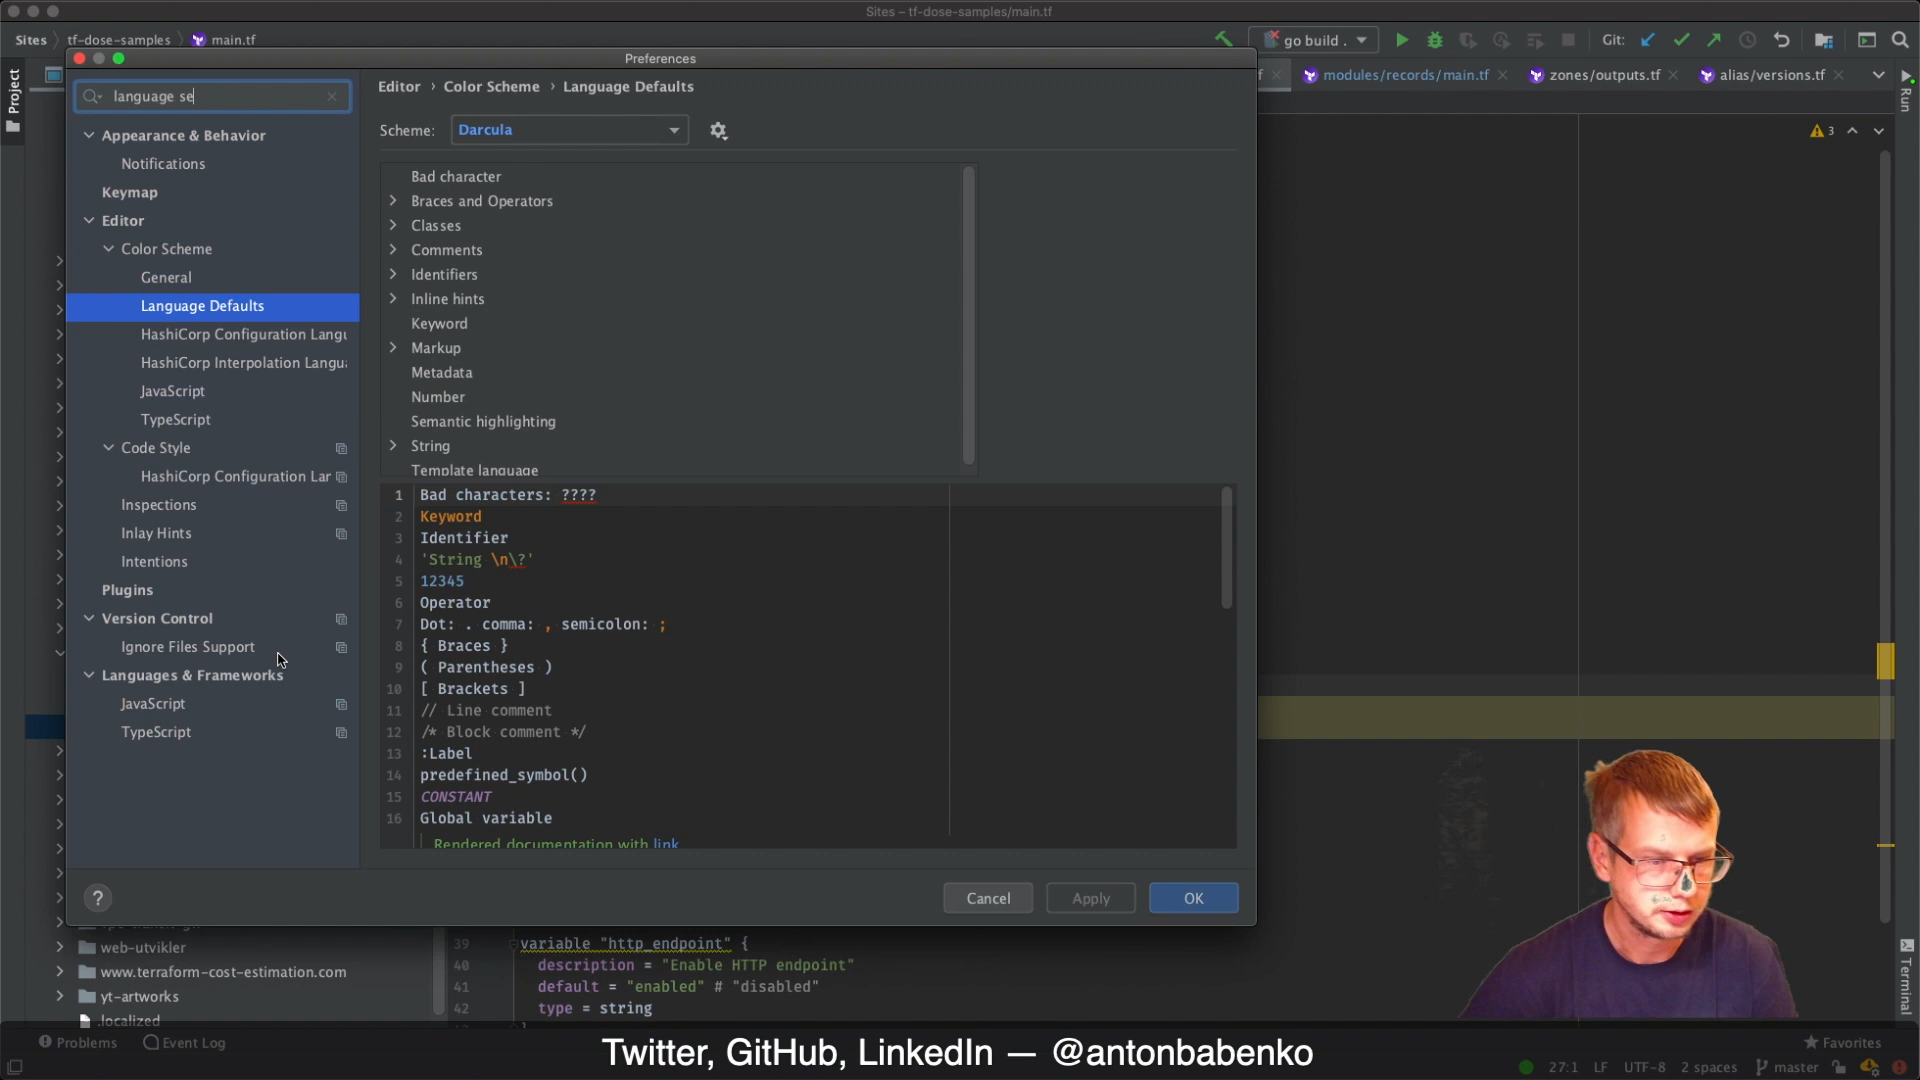 Sites – tf-dose-samples/main.tf
Sites
tf-dose-samples
main.tf
go build .
Git:
Preferences
modules/records/main.tf
zones/outputs.tf
alias/versions.tf
Project
Run
language se
Editor › Color Scheme › Language Defaults
Scheme:
Darcula
3
Appearance & Behavior
Notifications
Keymap
Editor
Color Scheme
General
Language Defaults
HashiCorp Configuration Langu
HashiCorp Interpolation Langua
JavaScript
TypeScript
Code Style
HashiCorp Configuration Lar
Inspections
Inlay Hints
Intentions
Plugins
Version Control
Ignore Files Support
Languages & Frameworks
JavaScript
TypeScript
Bad character
Braces and Operators
Classes
Comments
Identifiers
Inline hints
Keyword
Markup
Metadata
Number
Semantic highlighting
String
Template language
1 Bad characters: ????
2 Keyword
3 Identifier
4 'String \n\?'
5 12345
6 Operator
7 Dot: . comma: , semicolon: ;
8 { Braces }
9 ( Parentheses )
10 [ Brackets ]
11 // Line comment
12 /* Block comment */
13 :Label
14 predefined_symbol()
15 CONSTANT
16 Global variable
Rendered documentation with link
?
Cancel
Apply
OK
web-utvikler
www.terraform-cost-estimation.com
yt-artworks
.localized
39 variable "http_endpoint" {
40 description = "Enable HTTP endpoint"
41 default = "enabled" # "disabled"
42 type = string
Terminal
Problems
Event Log
Favorites
Twitter, GitHub, LinkedIn — @antonbabenko
27:1
LF
UTF-8
2 spaces
master